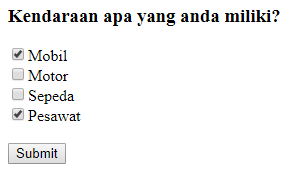 Kendaraan apa yang anda miliki?
Mobil
Motor
Sepeda
Pesawat
Submit